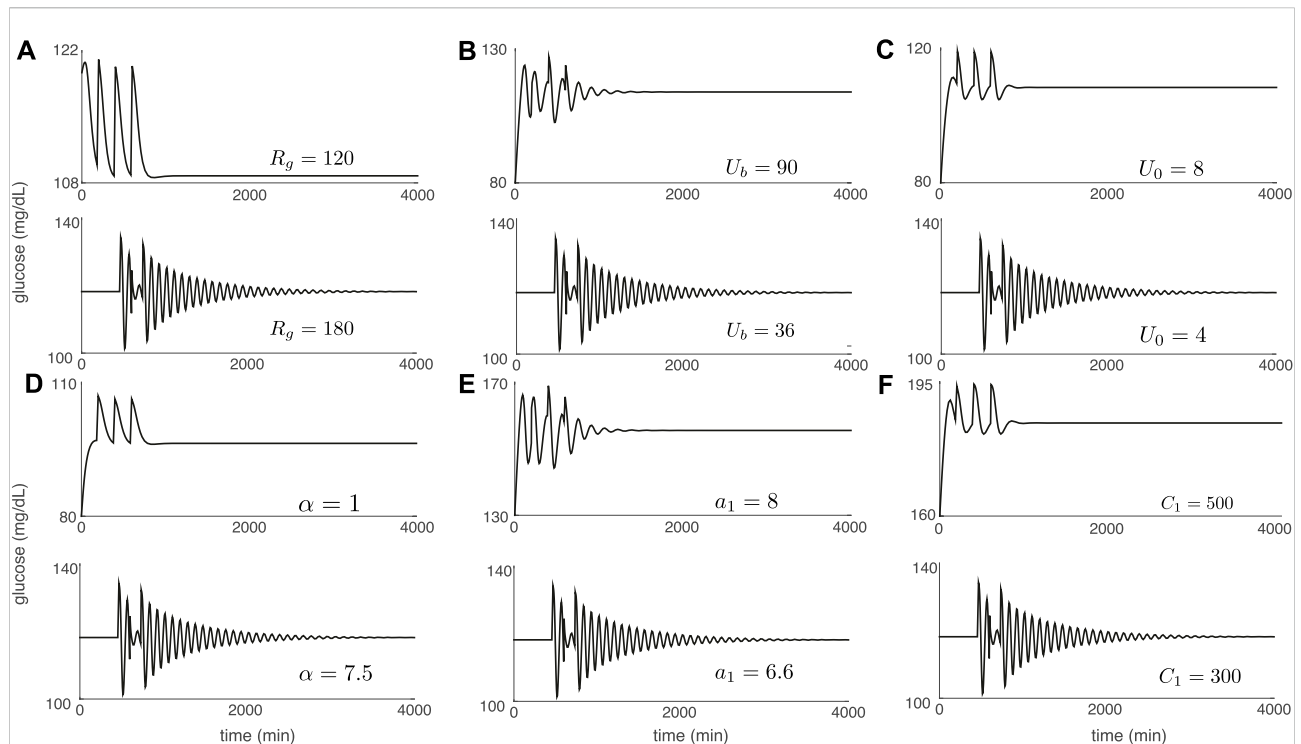 A
122
R_g = 120
108
0
2000
4000
140
R_g = 180
100
0
2000
4000
B
130
U_b = 90
80
0
2000
4000
140
U_b = 36
100
0
2000
4000
C
120
U_0 = 8
80
0
2000
4000
140
U_0 = 4
100
0
2000
4000
glucose (mg/dL)
D
110
α = 1
80
0
2000
4000
140
α = 7.5
100
0
2000
4000
time (min)
E
170
a_1 = 8
130
0
2000
4000
140
a_1 = 6.6
100
0
2000
4000
time (min)
F
195
C_1 = 500
160
0
2000
4000
140
C_1 = 300
100
0
2000
4000
time (min)
glucose (mg/dL)